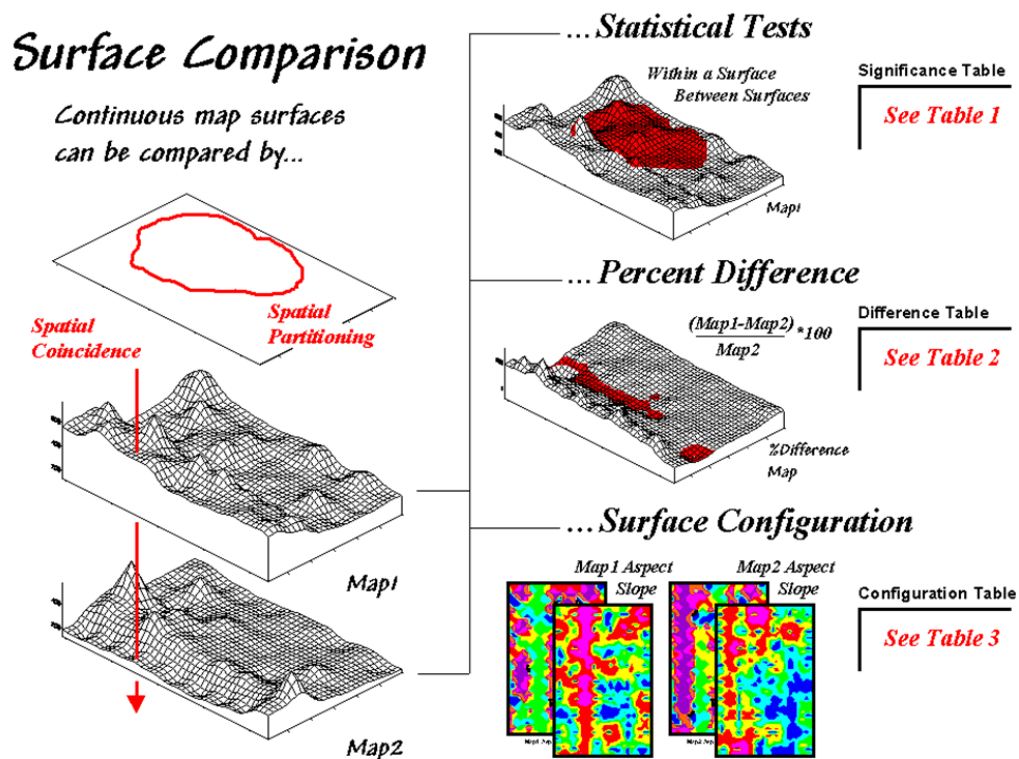 Surface Comparison
Continuous map surfaces
can be compared by...
Spatial
Partitioning
Spatial
Coincidence
Map1
Map2
...Statistical Tests
Within a Surface
Between Surfaces
Map1
Significance Table
See Table 1
...Percent Difference
(Map1-Map2)
Map2
*100
%Difference
Map
Difference Table
See Table 2
...Surface Configuration
Map1 Aspect
Slope
Map2 Aspect
Slope
Configuration Table
See Table 3